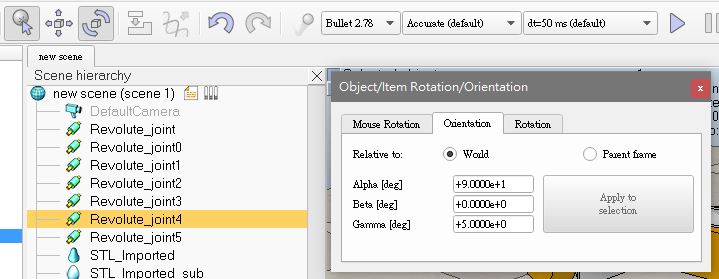 Bullet 2.78
Accurate (default)
dt=50 ms (default)
new scene
Scene hierarchy
new scene (scene 1)
DefaultCamera
Revolute_joint
Revolute_joint0
Revolute_joint1
Revolute_joint2
Revolute_joint3
Revolute_joint4
Revolute_joint5
STL_Imported
STL_Imported_sub
Object/Item Rotation/Orientation
x
Mouse Rotation
Orientation
Rotation
Relative to:
World
Parent frame
Alpha [deg]
+9.0000e+1
Beta [deg]
+0.0000e+0
Gamma [deg]
+5.0000e+0
Apply to
selection